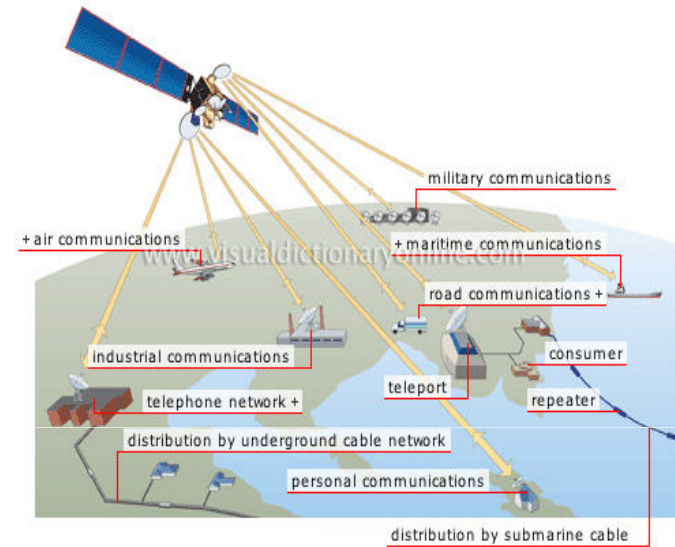 military communications
+ air communications
+ maritime communications
www.visualdictionaryonline.com
road communications +
industrial communications
consumer
teleport
telephone network +
repeater
distribution by underground cable network
personal communications
distribution by submarine cable